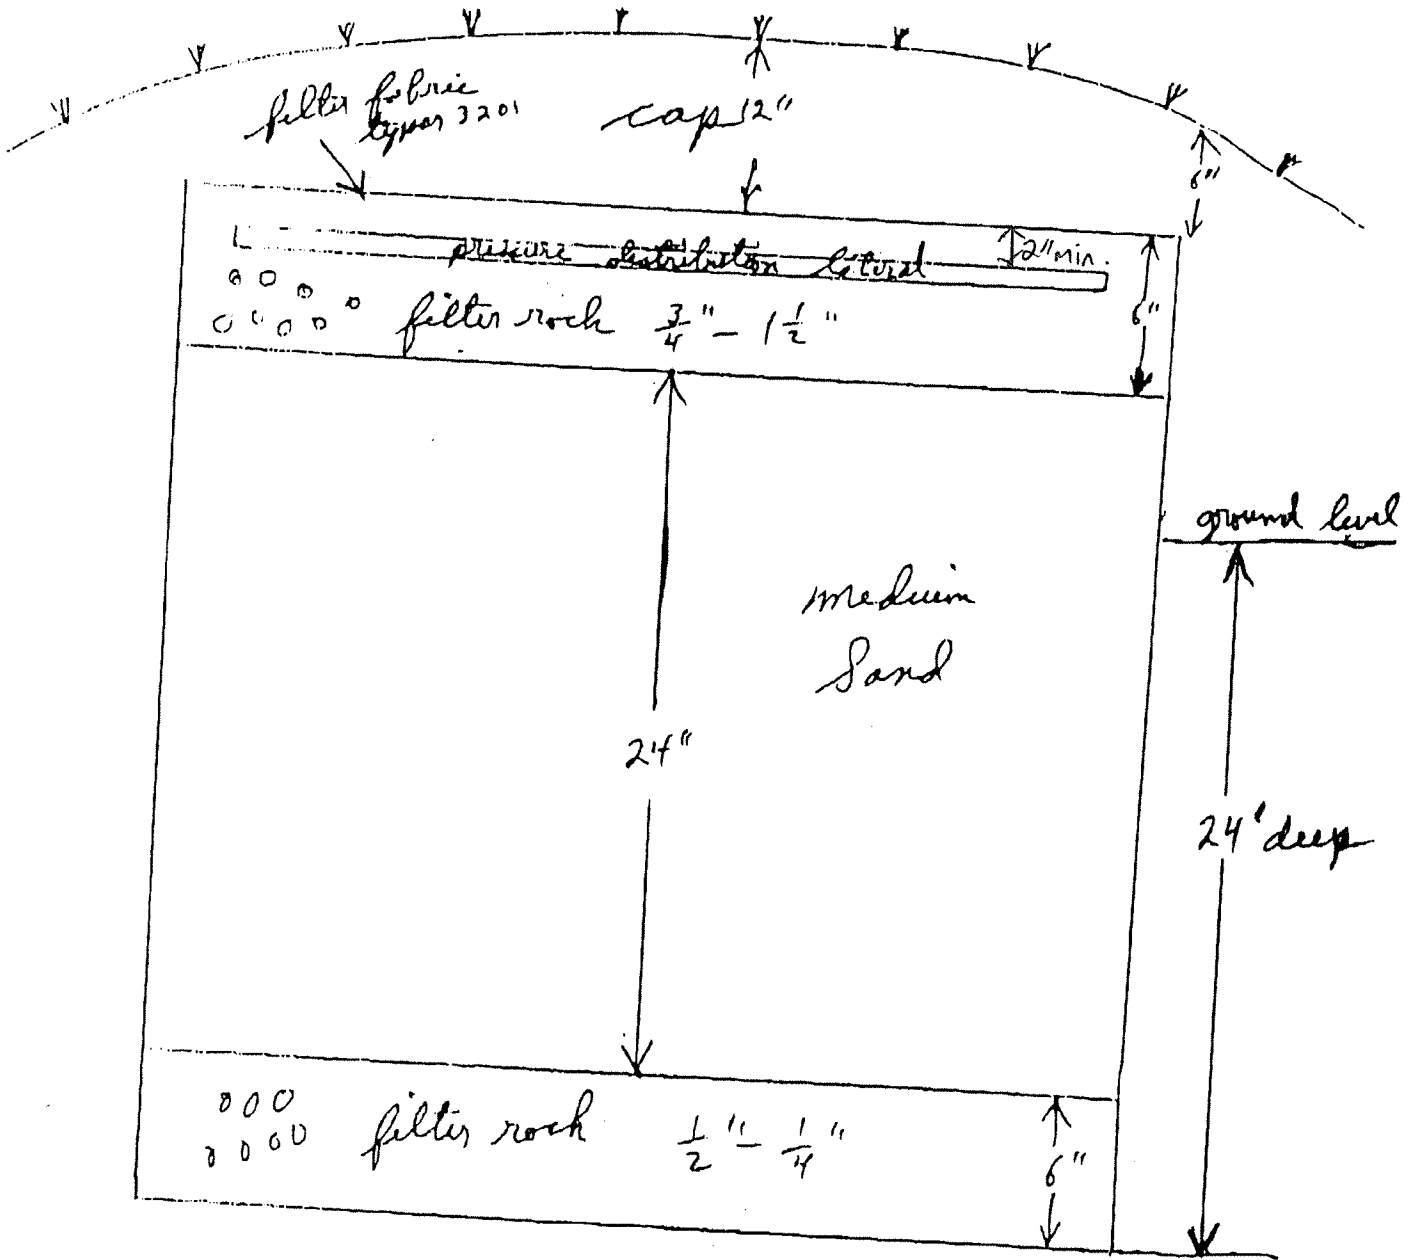 filter fabric
typar 3201
cap 12"
6"
pressure distribution lateral
2" min.
filter rock 3/4" - 1 1/2"
6"
ground level
medium
Sand
24"
24' deep
filter rock 1/2" - 1/4"
6"